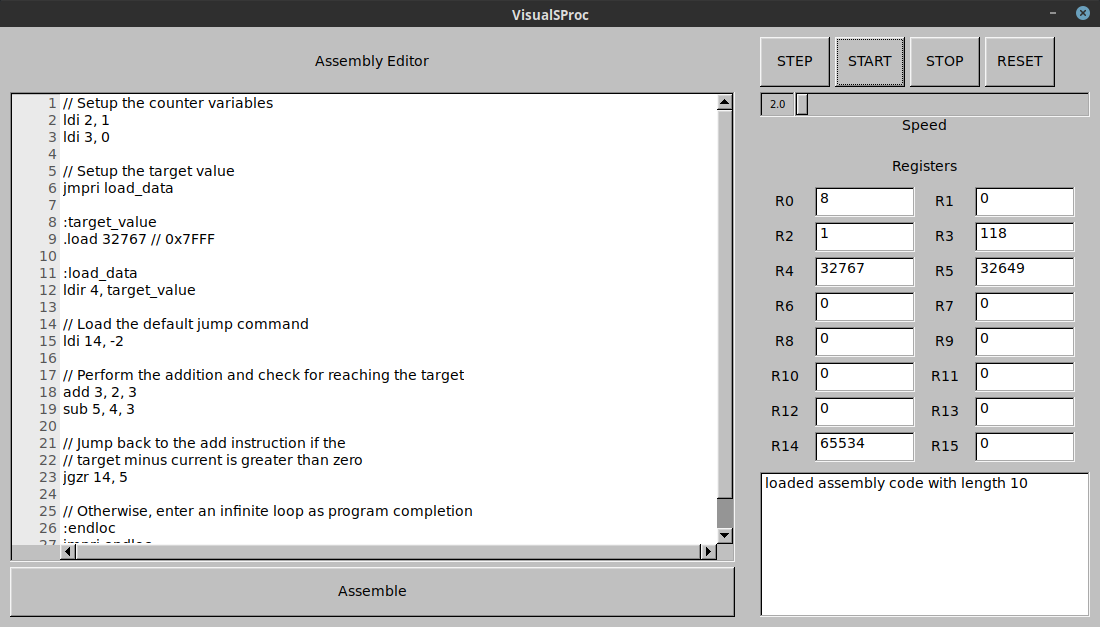 VisualSProc
Assembly Editor
STEP START STOP RESET
2.0
Speed
Registers
1 // Setup the counter variables
2 ldi 2, 1
3 ldi 3, 0
4
5 // Setup the target value
6 jmpri load_data
7
8 :target_value
9 .load 32767 // 0x7FFF
10
11 :load_data
12 ldir 4, target_value
13
14 // Load the default jump command
15 ldi 14, -2
16
17 // Perform the addition and check for reaching the target
18 add 3, 2, 3
19 sub 5, 4, 3
20
21 // Jump back to the add instruction if the
22 // target minus current is greater than zero
23 jgzr 14, 5
24
25 // Otherwise, enter an infinite loop as program completion
26 :endloc
27 jmpri endloc
R0 8 R1 0
R2 1 R3 118
R4 32767 R5 32649
R6 0 R7 0
R8 0 R9 0
R10 0 R11 0
R12 0 R13 0
R14 65534 R15 0
loaded assembly code with length 10
Assemble